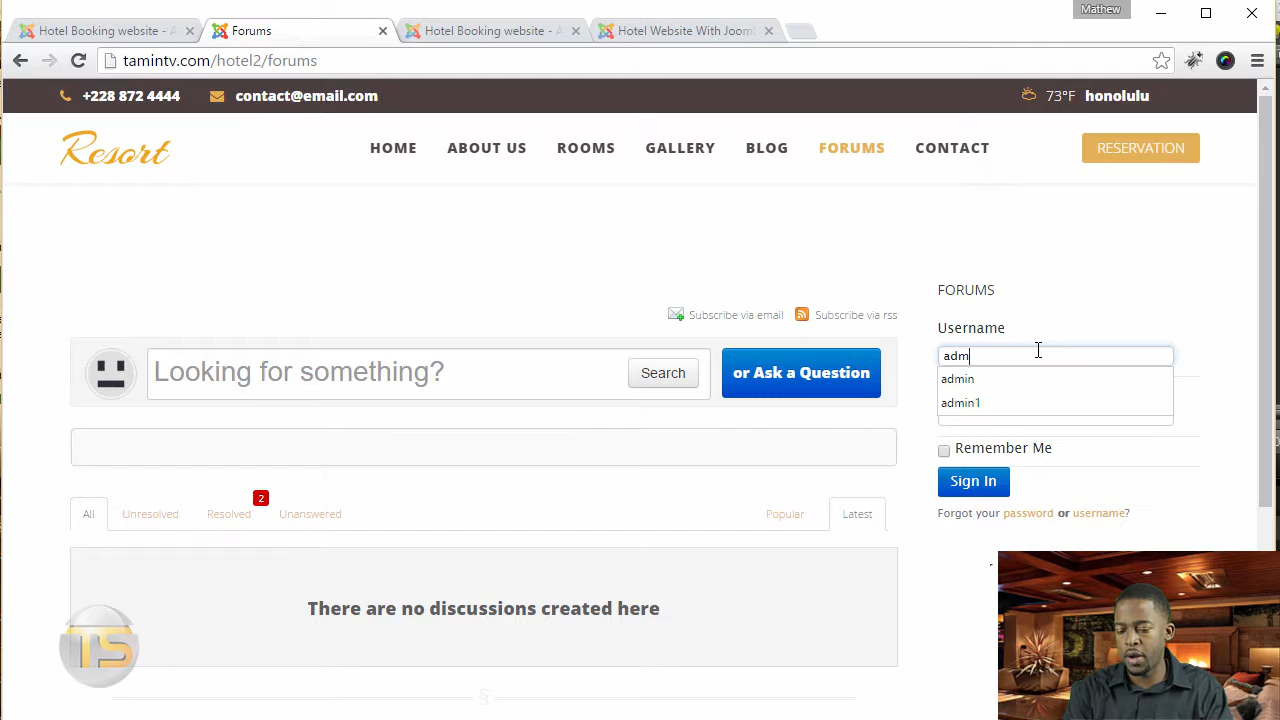 Mathew
Hotel Booking website - A
Forums
Hotel Booking website - A
Hotel Website With Joom
tamintv.com/hotel2/forums
+228 872 4444
contact@email.com
73°F honolulu
Resort
HOME
ABOUT US
ROOMS
GALLERY
BLOG
FORUMS
CONTACT
RESERVATION
Subscribe via email
Subscribe via rss
Looking for something?
Search
or Ask a Question
All
Unresolved
Resolved
2
Unanswered
Popular
Latest
There are no discussions created here
FORUMS
Username
adm
admin
admin1
Remember Me
Sign In
Forgot your password or username?
TS